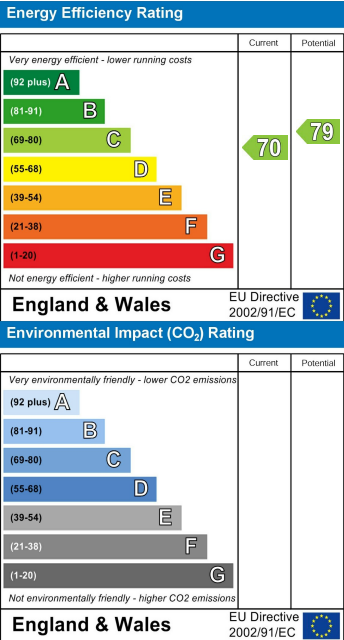 Energy Efficiency Rating
Current Potential
Very energy efficient - lower running costs
(92 plus) A
(81-91) B
(69-80) C
(55-68) D
(39-54) E
(21-38) F
(1-20) G
70
79
Not energy efficient - higher running costs
England & Wales
EU Directive
2002/91/EC
Environmental Impact (CO₂) Rating
Current Potential
Very environmentally friendly - lower CO2 emissions
(92 plus) A
(81-91) B
(69-80) C
(55-68) D
(39-54) E
(21-38) F
(1-20) G
Not environmentally friendly - higher CO2 emissions
England & Wales
EU Directive
2002/91/EC